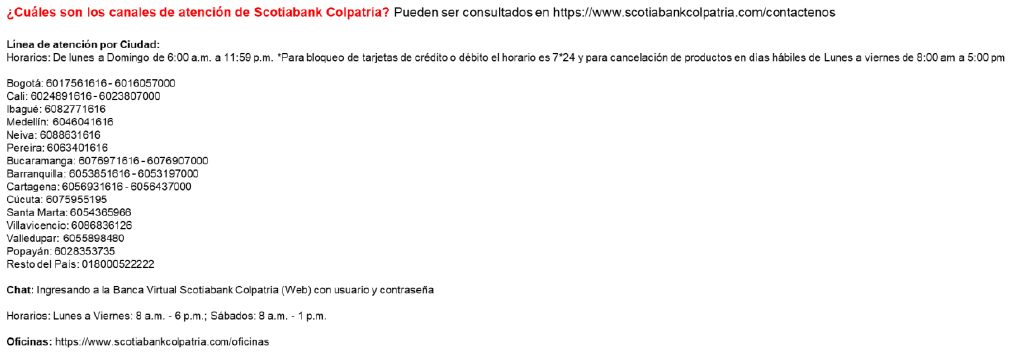 ¿Cuáles son los canales de atención de Scotiabank Colpatria? Pueden ser consultados en https://www.scotiabankcolpatria.com/contactenos
Línea de atención por Ciudad:
Horarios: De lunes a Domingo de 6:00 a.m. a 11:59 p.m. *Para bloqueo de tarjetas de crédito o débito el horario es 7*24 y para cancelación de productos en días hábiles de Lunes a viernes de 8:00 am a 5:00 pm
Bogotá: 6017561616 - 6016057000
Cali: 6024891616 - 6023807000
Ibagué: 6082771616
Medellín: 6046041616
Neiva: 6088631616
Pereira: 6063401616
Bucaramanga: 6076971616 - 6076907000
Barranquilla: 6053851616 - 6053197000
Cartagena: 6056931616 - 6056437000
Cúcuta: 6075955195
Santa Marta: 6054365966
Villavicencio: 6086836126
Valledupar: 6055898480
Popayán: 6028353735
Resto del País: 018000522222
Chat: Ingresando a la Banca Virtual Scotiabank Colpatria (Web) con usuario y contraseña
Horarios: Lunes a Viernes: 8 a.m. - 6 p.m.; Sábados: 8 a.m. - 1 p.m.
Oficinas: https://www.scotiabankcolpatria.com/oficinas